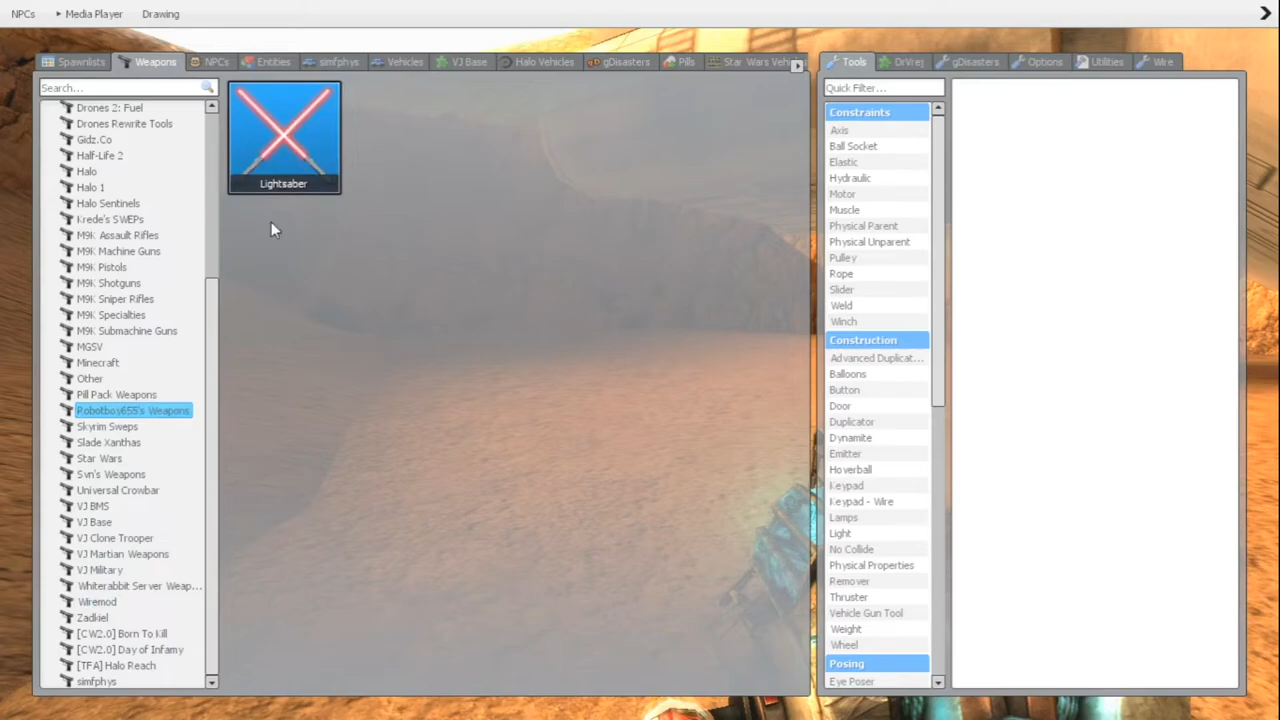 NPCs
Media Player
Drawing
Spawnlists
Weapons
NPCs
Entities
simfphys
Vehicles
VJ Base
Halo Vehicles
gDisasters
Pills
Star Wars Vehicles
Tools
DrVrej
gDisasters
Options
Utilities
Wire
Search...
Drones 2: Fuel
Drones Rewrite Tools
Gidz.Co
Half-Life 2
Halo
Halo 1
Halo Sentinels
Krede's SWEPs
M9K Assault Rifles
M9K Machine Guns
M9K Pistols
M9K Shotguns
M9K Sniper Rifles
M9K Specialties
M9K Submachine Guns
MGSV
Minecraft
Other
Pill Pack Weapons
Robotboy655's Weapons
Skyrim Sweps
Slade Xanthas
Star Wars
Svn's Weapons
Universal Crowbar
VJ BMS
VJ Base
VJ Clone Trooper
VJ Martian Weapons
VJ Military
Whiterabbit Server Weap...
Wiremod
Zadkiel
[CW2.0] Born To Kill
[CW2.0] Day of Infamy
[TFA] Halo Reach
simfphys
Lightsaber
Quick Filter...
Constraints
Axis
Ball Socket
Elastic
Hydraulic
Motor
Muscle
Physical Parent
Physical Unparent
Pulley
Rope
Slider
Weld
Winch
Construction
Advanced Duplicat...
Balloons
Button
Door
Duplicator
Dynamite
Emitter
Hoverball
Keypad
Keypad - Wire
Lamps
Light
No Collide
Physical Properties
Remover
Thruster
Vehicle Gun Tool
Weight
Wheel
Posing
Eye Poser